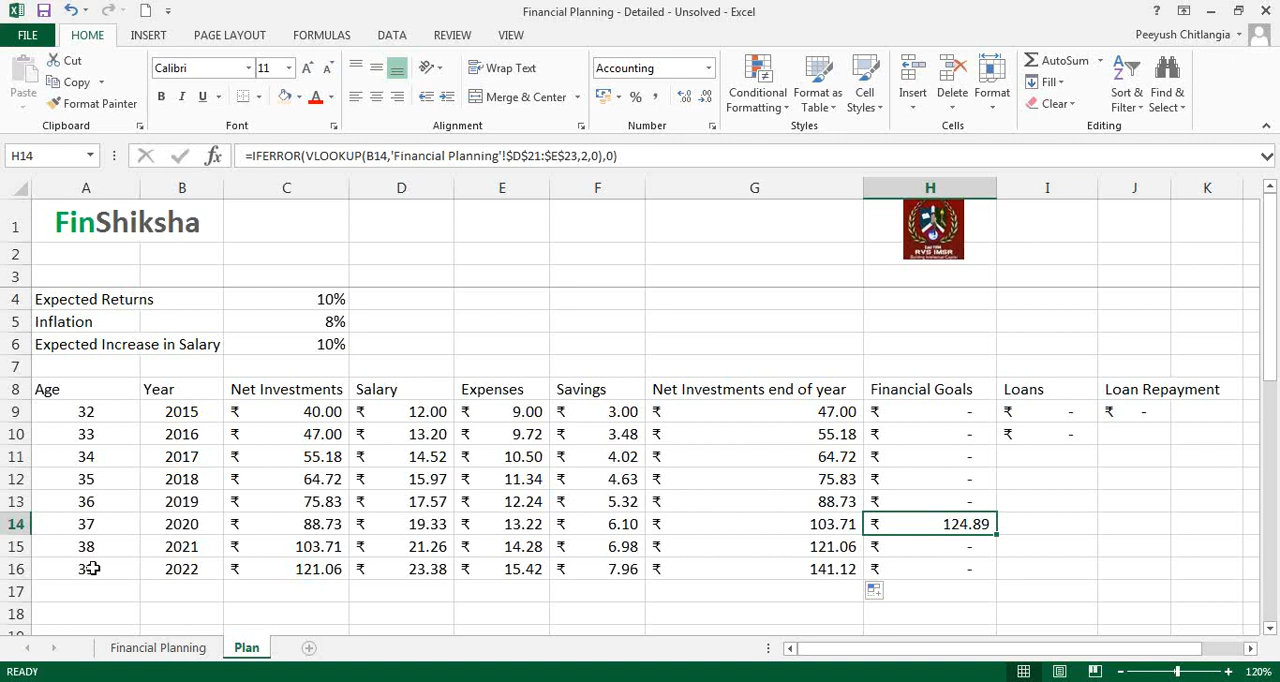 Financial Planning - Detailed - Unsolved - Excel
FILE HOME INSERT PAGE LAYOUT FORMULAS DATA REVIEW VIEW Peeyush Chitlangia
Paste Cut Copy Format Painter Calibri 11 Wrap Text Merge & Center Accounting Conditional Formatting Format as Table Cell Styles Insert Delete Format AutoSum Fill Clear Sort & Filter Find & Select
Clipboard Font Alignment Number Styles Cells Editing
H14 =IFERROR(VLOOKUP(B14,'Financial Planning'!$D$21:$E$23,2,0),0)
A B C D E F G H I J K
1 FinShiksha RVS IMSR
2
3
4 Expected Returns 10%
5 Inflation 8%
6 Expected Increase in Salary 10%
7
8 Age Year Net Investments Salary Expenses Savings Net Investments end of year Financial Goals Loans Loan Repayment
9 32 2015 ₹ 40.00 ₹ 12.00 ₹ 9.00 ₹ 3.00 ₹ 47.00 ₹ - ₹ - ₹ -
10 33 2016 ₹ 47.00 ₹ 13.20 ₹ 9.72 ₹ 3.48 ₹ 55.18 ₹ - ₹ -
11 34 2017 ₹ 55.18 ₹ 14.52 ₹ 10.50 ₹ 4.02 ₹ 64.72 ₹ -
12 35 2018 ₹ 64.72 ₹ 15.97 ₹ 11.34 ₹ 4.63 ₹ 75.83 ₹ -
13 36 2019 ₹ 75.83 ₹ 17.57 ₹ 12.24 ₹ 5.32 ₹ 88.73 ₹ -
14 37 2020 ₹ 88.73 ₹ 19.33 ₹ 13.22 ₹ 6.10 ₹ 103.71 ₹ 124.89
15 38 2021 ₹ 103.71 ₹ 21.26 ₹ 14.28 ₹ 6.98 ₹ 121.06 ₹ -
16 2022 ₹ 121.06 ₹ 23.38 ₹ 15.42 ₹ 7.96 ₹ 141.12 ₹ -
17
18
Financial Planning Plan
READY 120%